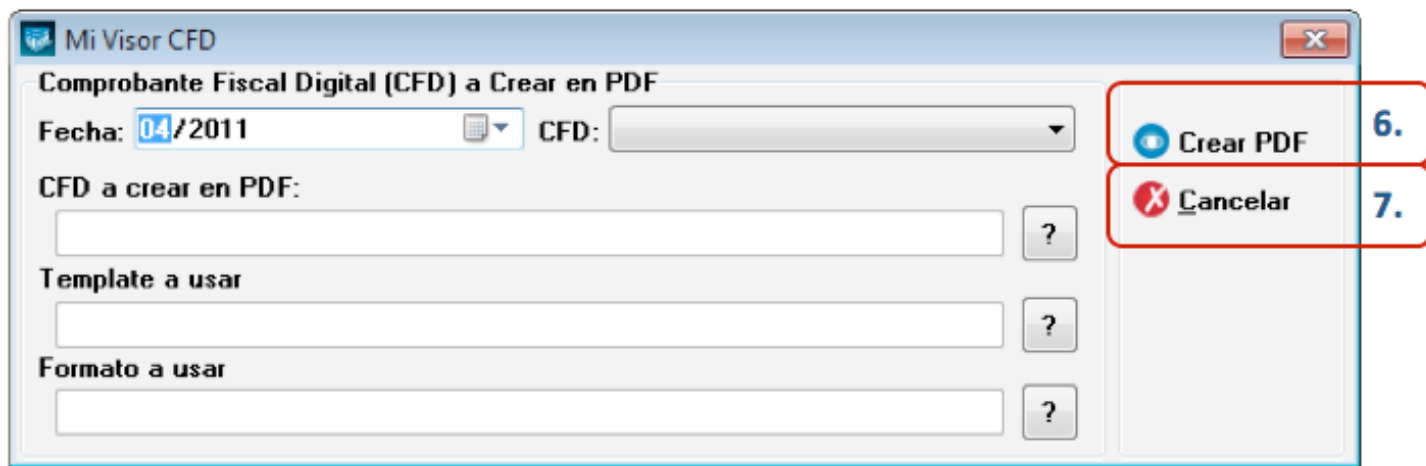 Mi Visor CFD
Comprobante Fiscal Digital (CFD) a Crear en PDF
Fecha: 04/2011 CFD:
Crear PDF 6.
CFD a crear en PDF:
Cancelar 7.
?
Template a usar
?
Formato a usar
?